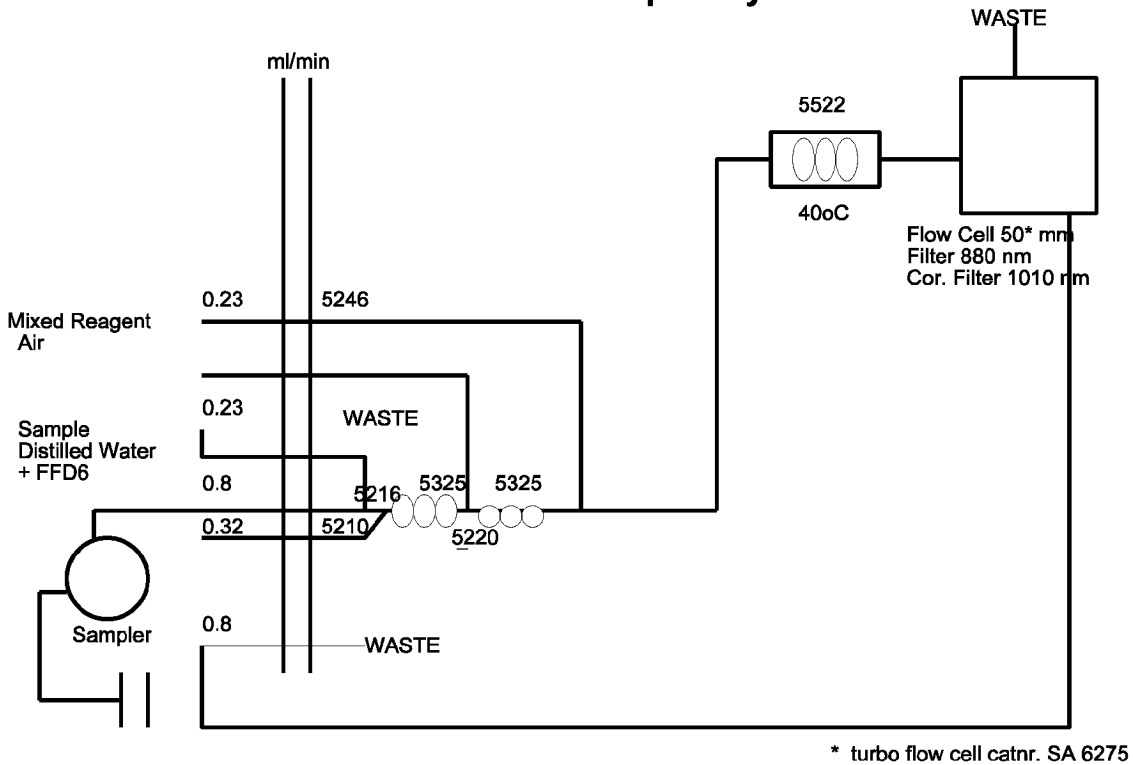 WASTE
ml/min
5522
40oC
Flow Cell 50* mm
Filter 880 nm
Cor. Filter 1010 nm
0.23 5246
Mixed Reagent
Air
0.23
WASTE
Sample
Distilled Water
+ FFD6
0.8
5216 5325 5325
0.32 5210
5220
Sampler
0.8
WASTE
* turbo flow cell catnr. SA 6275